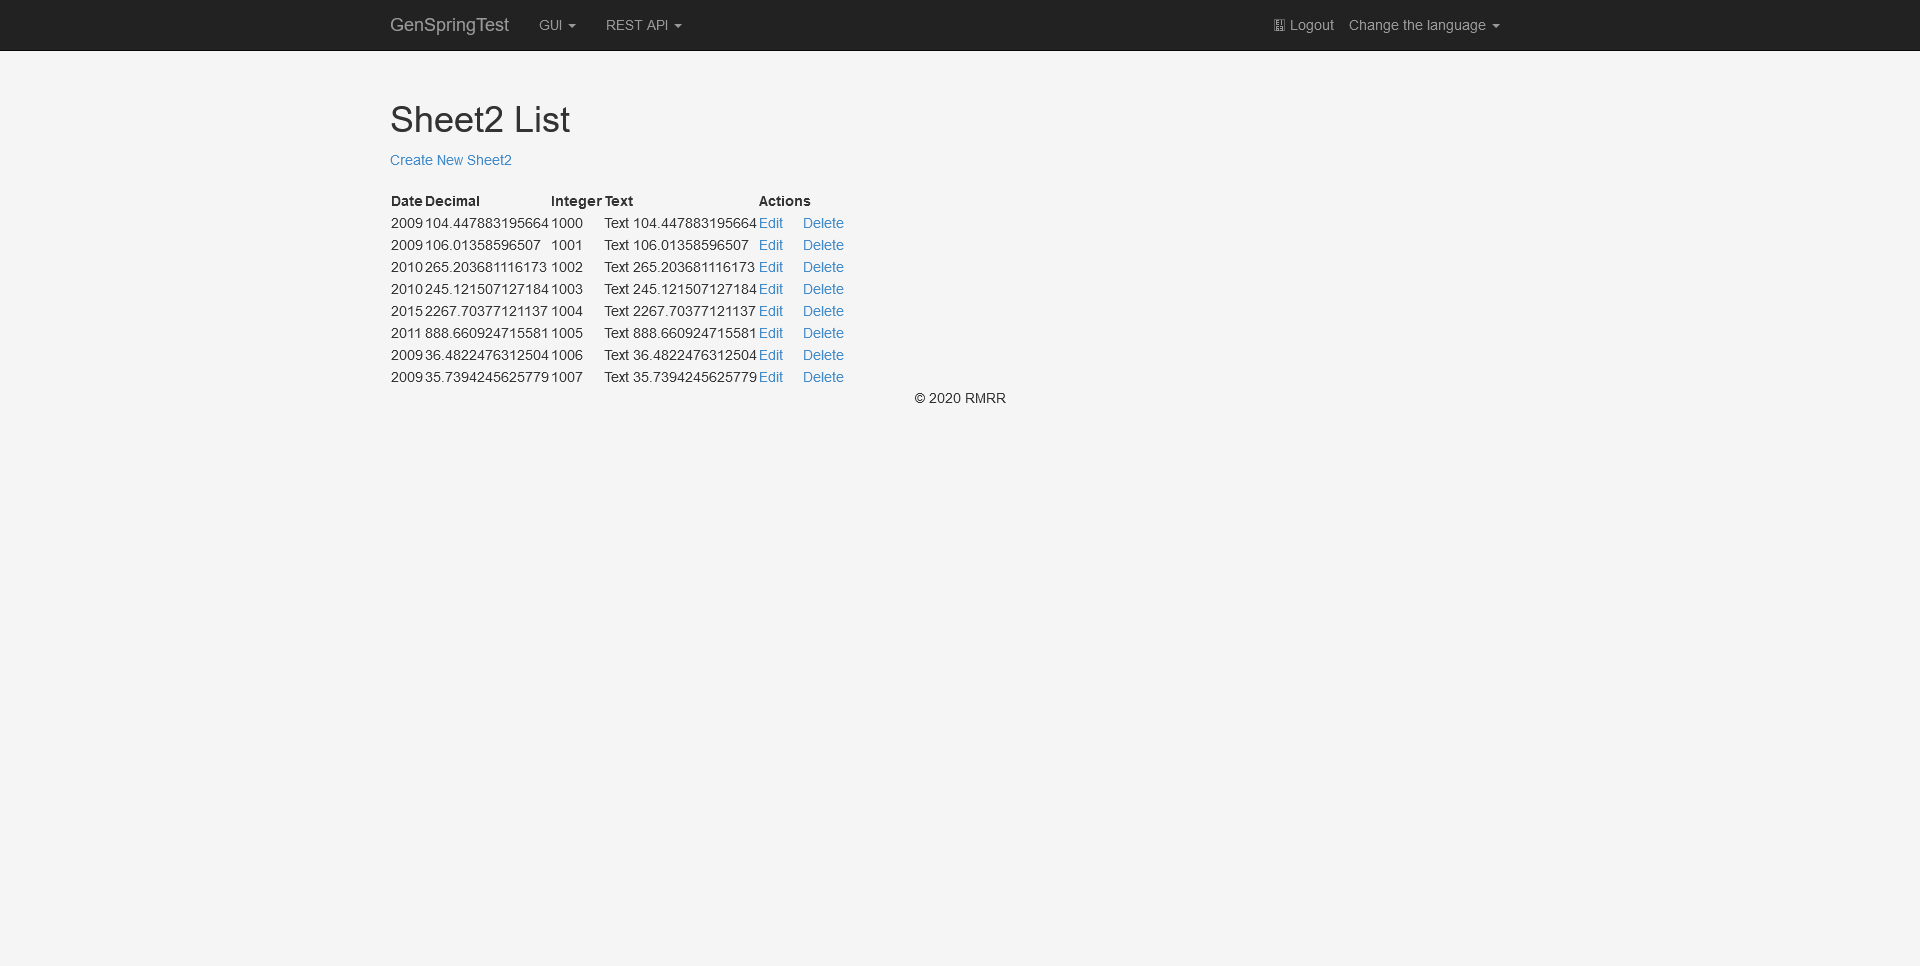 GenSpringTest GUI REST API Logout Change the language
Sheet2 List
Create New Sheet2
Date Decimal Integer Text Actions
2009 104.447883195664 1000 Text 104.447883195664 Edit Delete
2009 106.01358596507 1001 Text 106.01358596507 Edit Delete
2010 265.203681116173 1002 Text 265.203681116173 Edit Delete
2010 245.121507127184 1003 Text 245.121507127184 Edit Delete
2015 2267.70377121137 1004 Text 2267.70377121137 Edit Delete
2011 888.660924715581 1005 Text 888.660924715581 Edit Delete
2009 36.4822476312504 1006 Text 36.4822476312504 Edit Delete
2009 35.7394245625779 1007 Text 35.7394245625779 Edit Delete
© 2020 RMRR